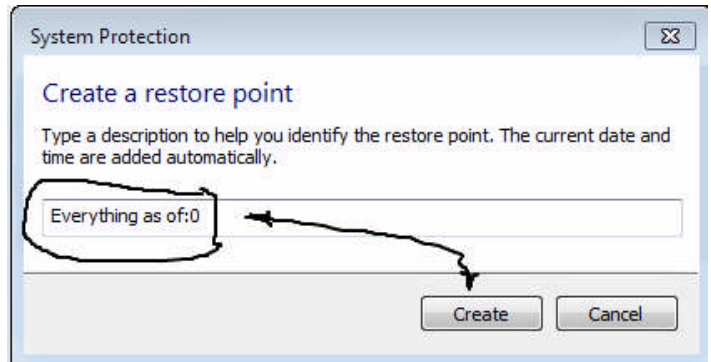 System Protection
Create a restore point
Type a description to help you identify the restore point. The current date and
time are added automatically.
Everything as of:0
Create Cancel